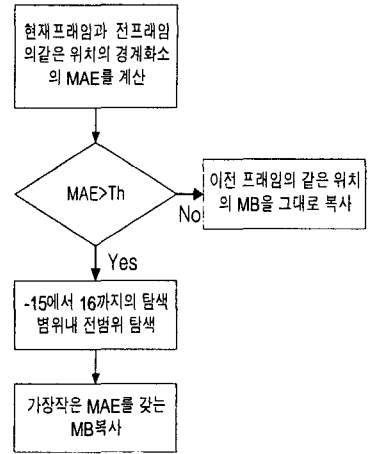 현재프래임과 전프래임
의같은 위치의 경계화소
의 MAE를 계산
MAE>Th
No
이전 프래임의 같은 위치
의 MB을 그대로 복사
Yes
-15에서 16까지의 탐색
범위내 전범위 탐색
가장작은 MAE를 갖는
MB복사